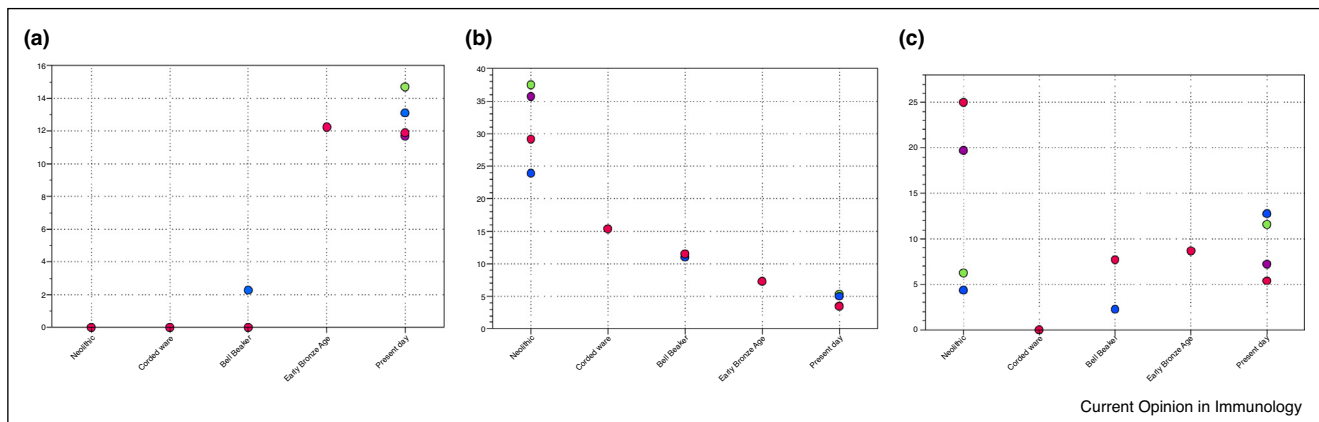 (a)
16
14
12
10
8
6
4
2
0
Neolithic
Corded ware
Bell Beaker
Early Bronze Age
Present day
(b)
40
35
30
25
20
15
10
5
0
Neolithic
Corded ware
Bell Beaker
Early Bronze Age
Present day
(c)
25
20
15
10
5
0
Neolithic
Corded ware
Bell Beaker
Early Bronze Age
Present day
Current Opinion in Immunology